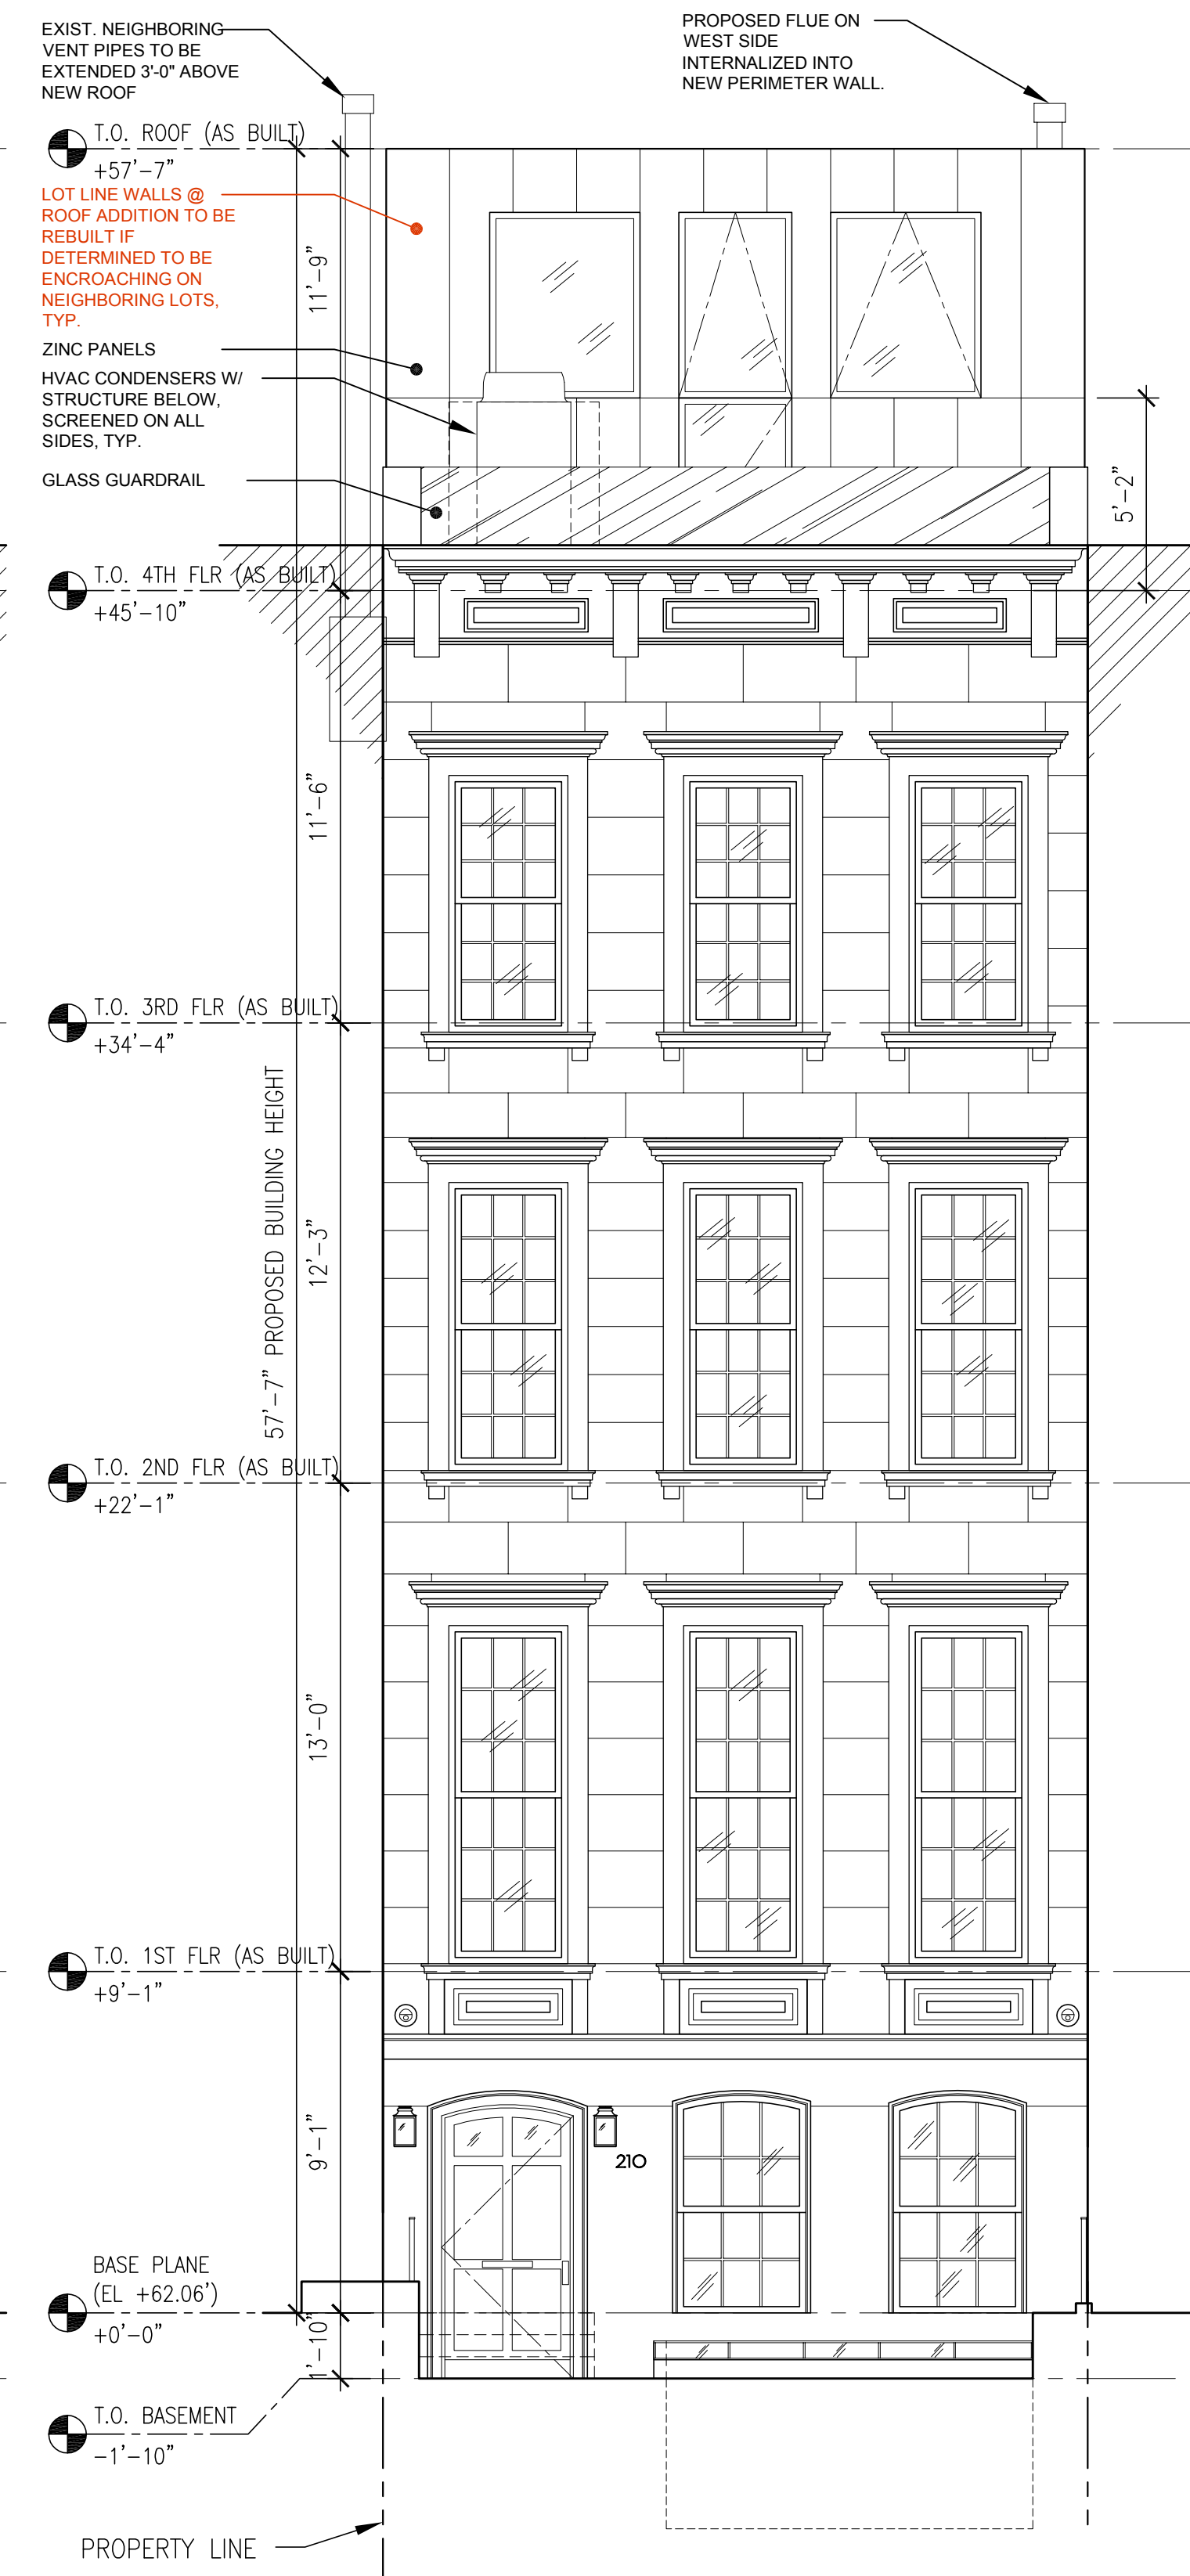 EXIST. NEIGHBORING
VENT PIPES TO BE
EXTENDED 3'-0" ABOVE
NEW ROOF
PROPOSED FLUE ON
WEST SIDE
INTERNALIZED INTO
NEW PERIMETER WALL.
T.O. ROOF (AS BUILT)
+57'-7"
LOT LINE WALLS @
ROOF ADDITION TO BE
REBUILT IF
DETERMINED TO BE
ENCROACHING ON
NEIGHBORING LOTS,
TYP.
11'-9"
ZINC PANELS
HVAC CONDENSERS W/
STRUCTURE BELOW,
SCREENED ON ALL
SIDES, TYP.
GLASS GUARDRAIL
5'-2"
T.O. 4TH FLR (AS BUILT)
+45'-10"
11'-6"
T.O. 3RD FLR (AS BUILT)
+34'-4"
57'-7" PROPOSED BUILDING HEIGHT
12'-3"
T.O. 2ND FLR (AS BUILT)
+22'-1"
13'-0"
T.O. 1ST FLR (AS BUILT)
+9'-1"
9'-1"
210
BASE PLANE
(EL +62.06')
+0'-0"
1'-10"
T.O. BASEMENT
-1'-10"
PROPERTY LINE